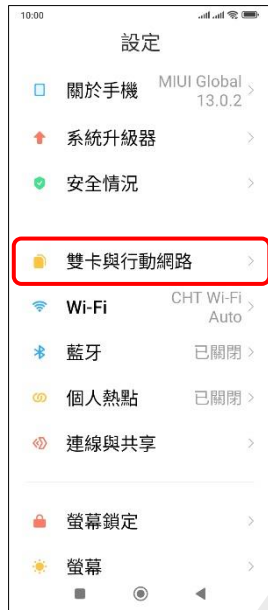 10:00
設定
關於手機 MIUI Global
13.0.2
系統升級器
安全情況
雙卡與行動網路
Wi-Fi CHT Wi-Fi
Auto
藍牙 已關閉
個人熱點 已關閉
連線與共享
螢幕鎖定
螢幕